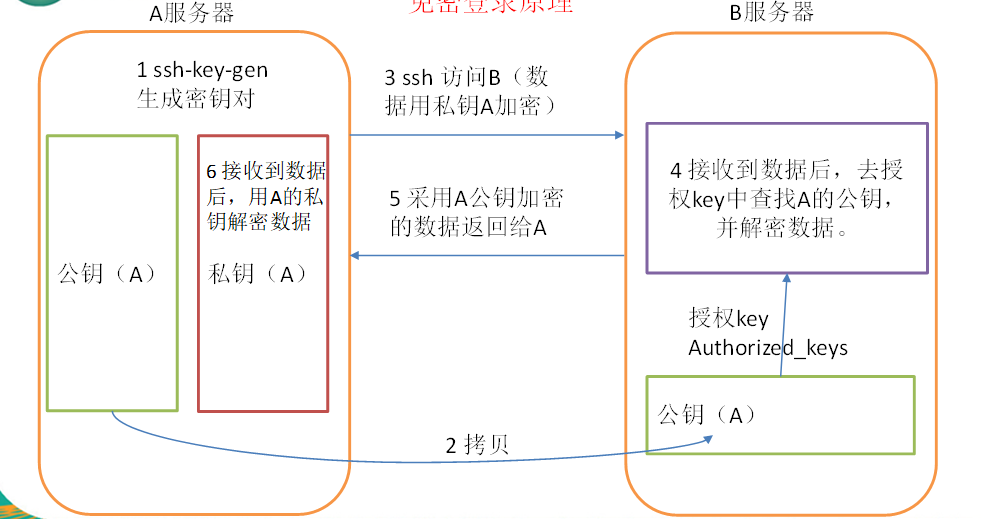 免密登录原理
A服务器
B服务器
1 ssh-key-gen
生成密钥对
3 ssh 访问B（数
据用私钥A加密）
6 接收到数据
后，用A的私
钥解密数据
公钥（A）
私钥（A）
5 采用A公钥加密
的数据返回给A
4 接收到数据后，去授
权key中查找A的公钥，
并解密数据。
授权key
Authorized_keys
公钥（A）
2 拷贝